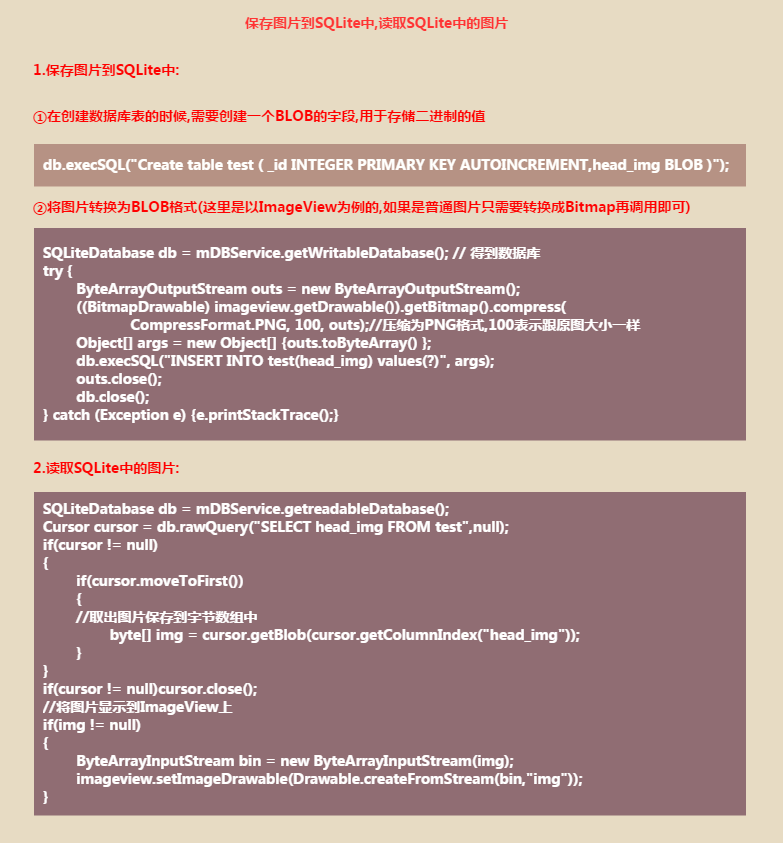 保存图片到SQLite中,读取SQLite中的图片
1.保存图片到SQLite中:
①在创建数据库表的时候,需要创建一个BLOB的字段,用于存储二进制的值
db.execSQL("Create table test ( _id INTEGER PRIMARY KEY AUTOINCREMENT,head_img BLOB )");
②将图片转换为BLOB格式(这里是以ImageView为例的,如果是普通图片只需要转换成Bitmap再调用即可)
SQLiteDatabase db = mDBService.getWritableDatabase(); // 得到数据库
try {
ByteArrayOutputStream outs = new ByteArrayOutputStream();
((BitmapDrawable) imageview.getDrawable()).getBitmap().compress(
CompressFormat.PNG, 100, outs);//压缩为PNG格式,100表示跟原图大小一样
Object[] args = new Object[] {outs.toByteArray() };
db.execSQL("INSERT INTO test(head_img) values(?)", args);
outs.close();
db.close();
} catch (Exception e) {e.printStackTrace();}
2.读取SQLite中的图片:
SQLiteDatabase db = mDBService.getreadableDatabase();
Cursor cursor = db.rawQuery("SELECT head_img FROM test",null);
if(cursor != null)
{
if(cursor.moveToFirst())
{
//取出图片保存到字节数组中
byte[] img = cursor.getBlob(cursor.getColumnIndex("head_img"));
}
}
if(cursor != null)cursor.close();
//将图片显示到ImageView上
if(img != null)
{
ByteArrayInputStream bin = new ByteArrayInputStream(img);
imageview.setImageDrawable(Drawable.createFromStream(bin,"img"));
}